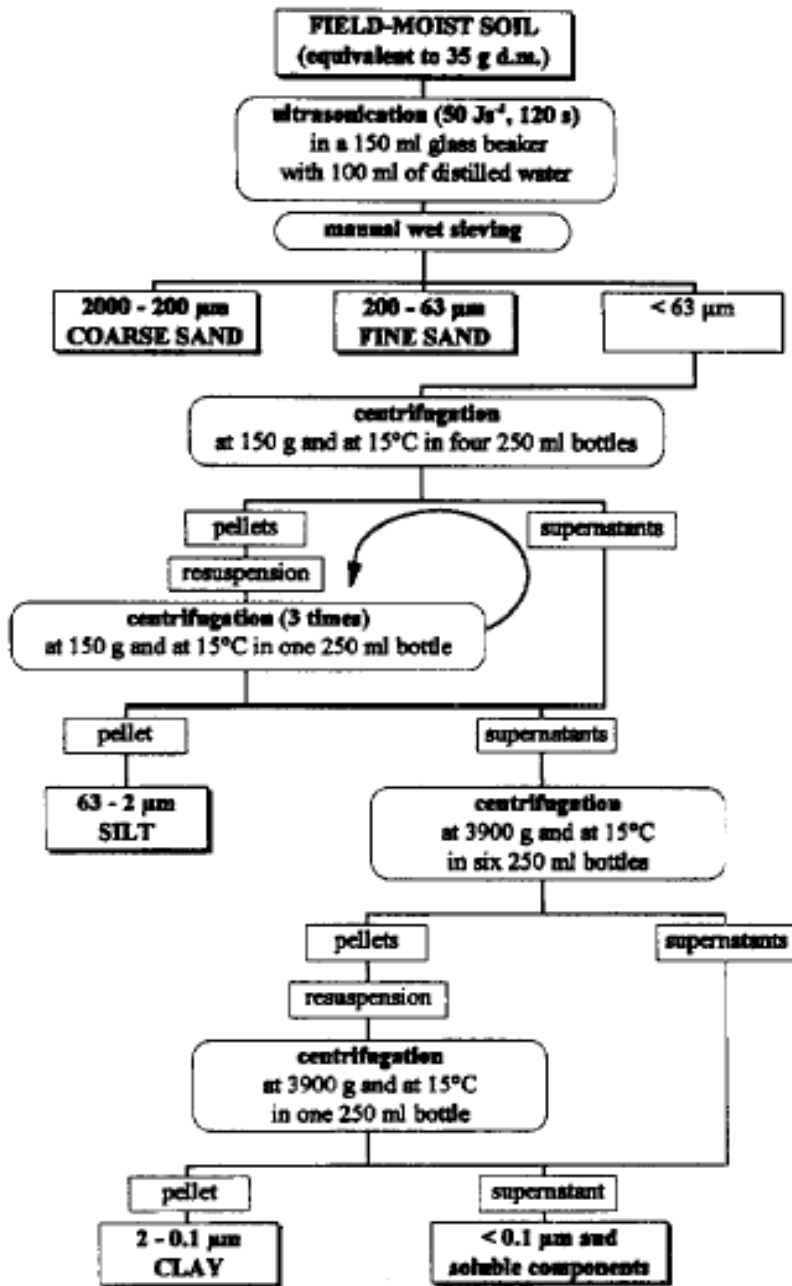 FIELD-MOIST SOIL
(equivalent to 35 g d.m.)
ultrasonication (50 Js⁻¹, 120 s)
in a 150 ml glass beaker
with 100 ml of distilled water
manual wet sieving
2000 - 200 µm
COARSE SAND
200 - 63 µm
FINE SAND
< 63 µm
centrifugation
at 150 g and at 15°C in four 250 ml bottles
pellets
supernatants
resuspension
centrifugation (3 times)
at 150 g and at 15°C in one 250 ml bottle
pellet
supernatants
63 - 2 µm
SILT
centrifugation
at 3900 g and at 15°C
in six 250 ml bottles
pellets
supernatants
resuspension
centrifugation
at 3900 g and at 15°C
in one 250 ml bottle
pellet
supernatant
2 - 0.1 µm
CLAY
< 0.1 µm and
soluble components